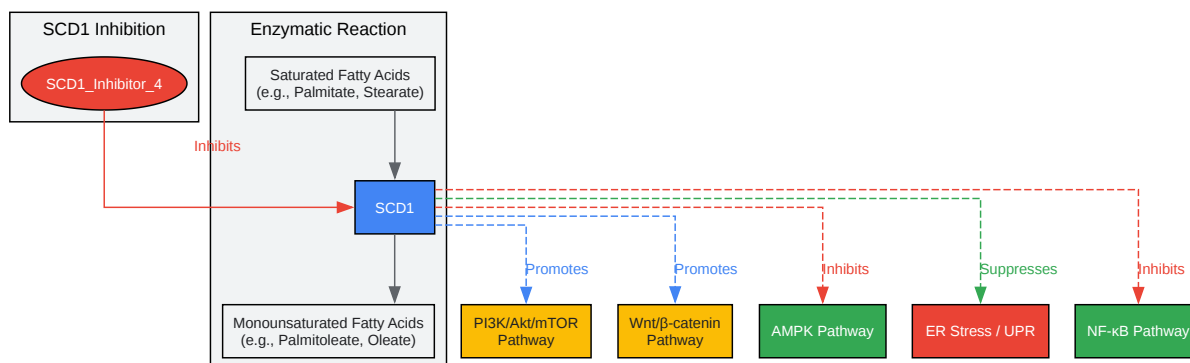 SCD1 Inhibition
Enzymatic Reaction
SCD1_Inhibitor_4
Saturated Fatty Acids
(e.g., Palmitate, Stearate)
Inhibits
SCD1
Promotes
Promotes
Inhibits
Suppresses
Inhibits
Monounsaturated Fatty Acids
(e.g., Palmitoleate, Oleate)
PI3K/Akt/mTOR
Pathway
Wnt/β-catenin
Pathway
AMPK Pathway
ER Stress / UPR
NF-κB Pathway